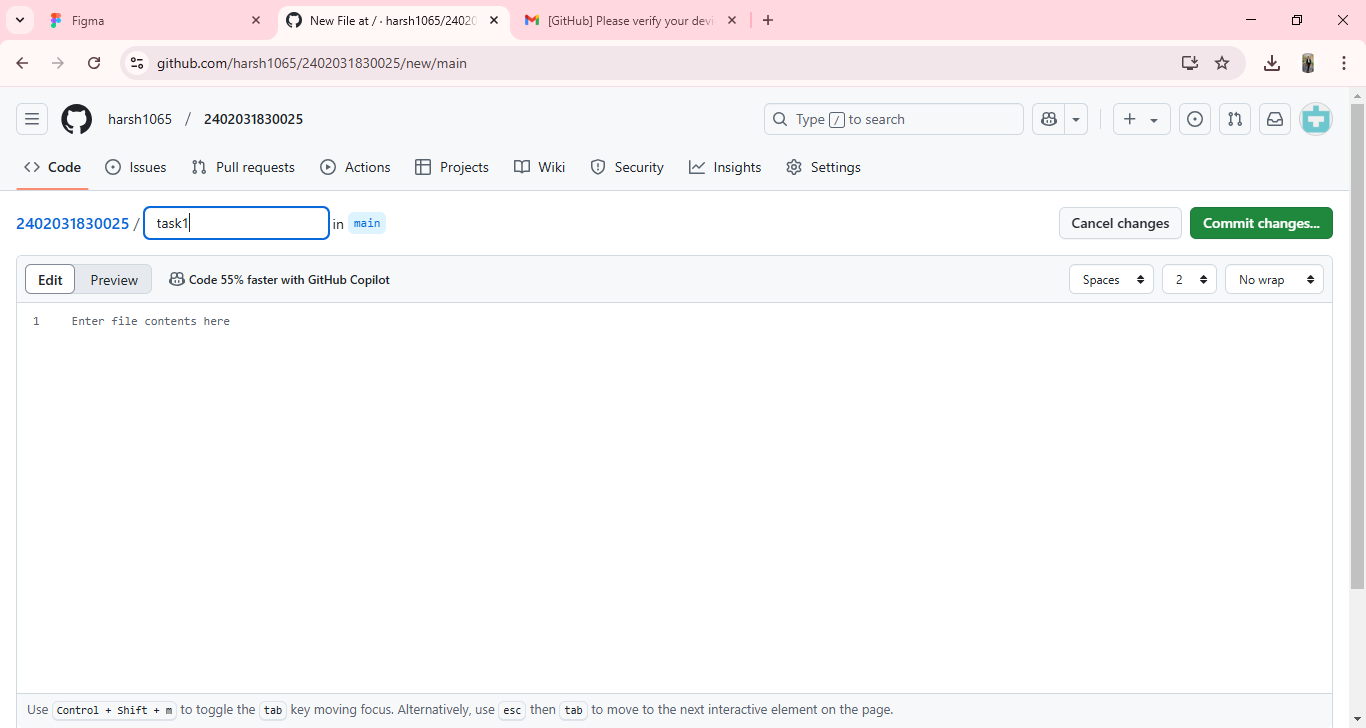 Figma
New File at / · harsh1065/24020
[GitHub] Please verify your devi
github.com/harsh1065/2402031830025/new/main
harsh1065 / 2402031830025
Type / to search
Code
Issues
Pull requests
Actions
Projects
Wiki
Security
Insights
Settings
2402031830025 / task1 in main
Cancel changes
Commit changes...
Edit
Preview
Code 55% faster with GitHub Copilot
Spaces
2
No wrap
1 Enter file contents here
Use Control + Shift + m to toggle the tab key moving focus. Alternatively, use esc then tab to move to the next interactive element on the page.